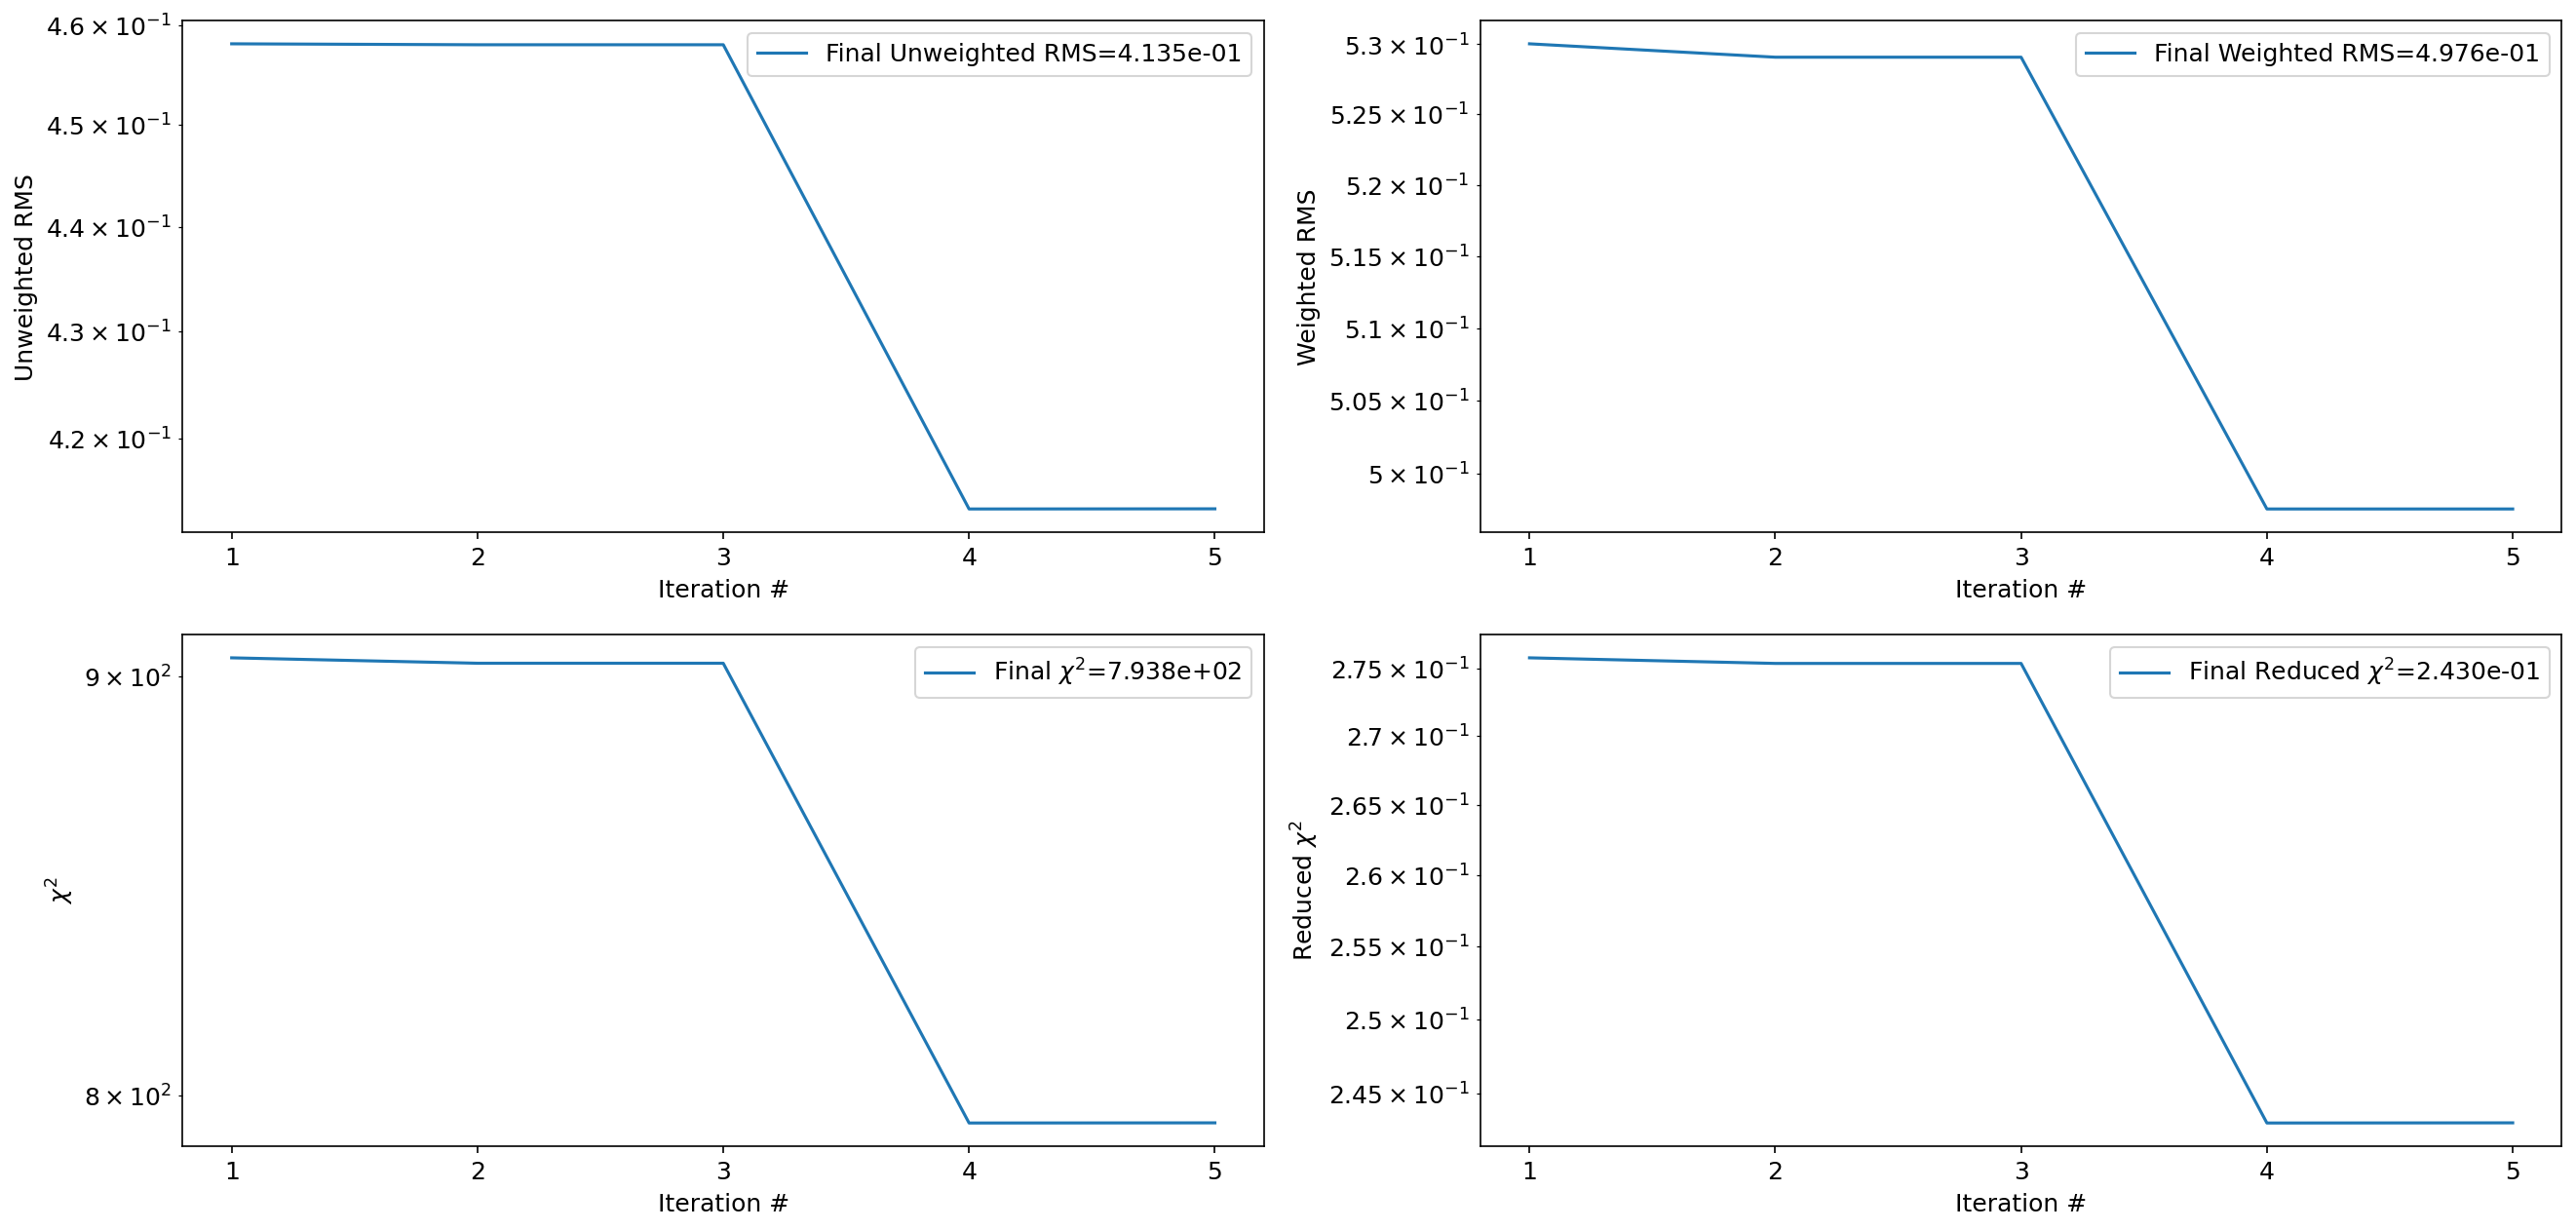 4.6 × 10⁻¹
4.5 × 10⁻¹
4.4 × 10⁻¹
4.3 × 10⁻¹
4.2 × 10⁻¹
Unweighted RMS
Final Unweighted RMS=4.135e-01
1 2 3 4 5
Iteration #
5.3 × 10⁻¹
5.25 × 10⁻¹
5.2 × 10⁻¹
5.15 × 10⁻¹
5.1 × 10⁻¹
5.05 × 10⁻¹
5 × 10⁻¹
Weighted RMS
Final Weighted RMS=4.976e-01
1 2 3 4 5
Iteration #
9 × 10²
8 × 10²
χ²
Final χ²=7.938e+02
1 2 3 4 5
Iteration #
2.75 × 10⁻¹
2.7 × 10⁻¹
2.65 × 10⁻¹
2.6 × 10⁻¹
2.55 × 10⁻¹
2.5 × 10⁻¹
2.45 × 10⁻¹
Reduced χ²
Final Reduced χ²=2.430e-01
1 2 3 4 5
Iteration #